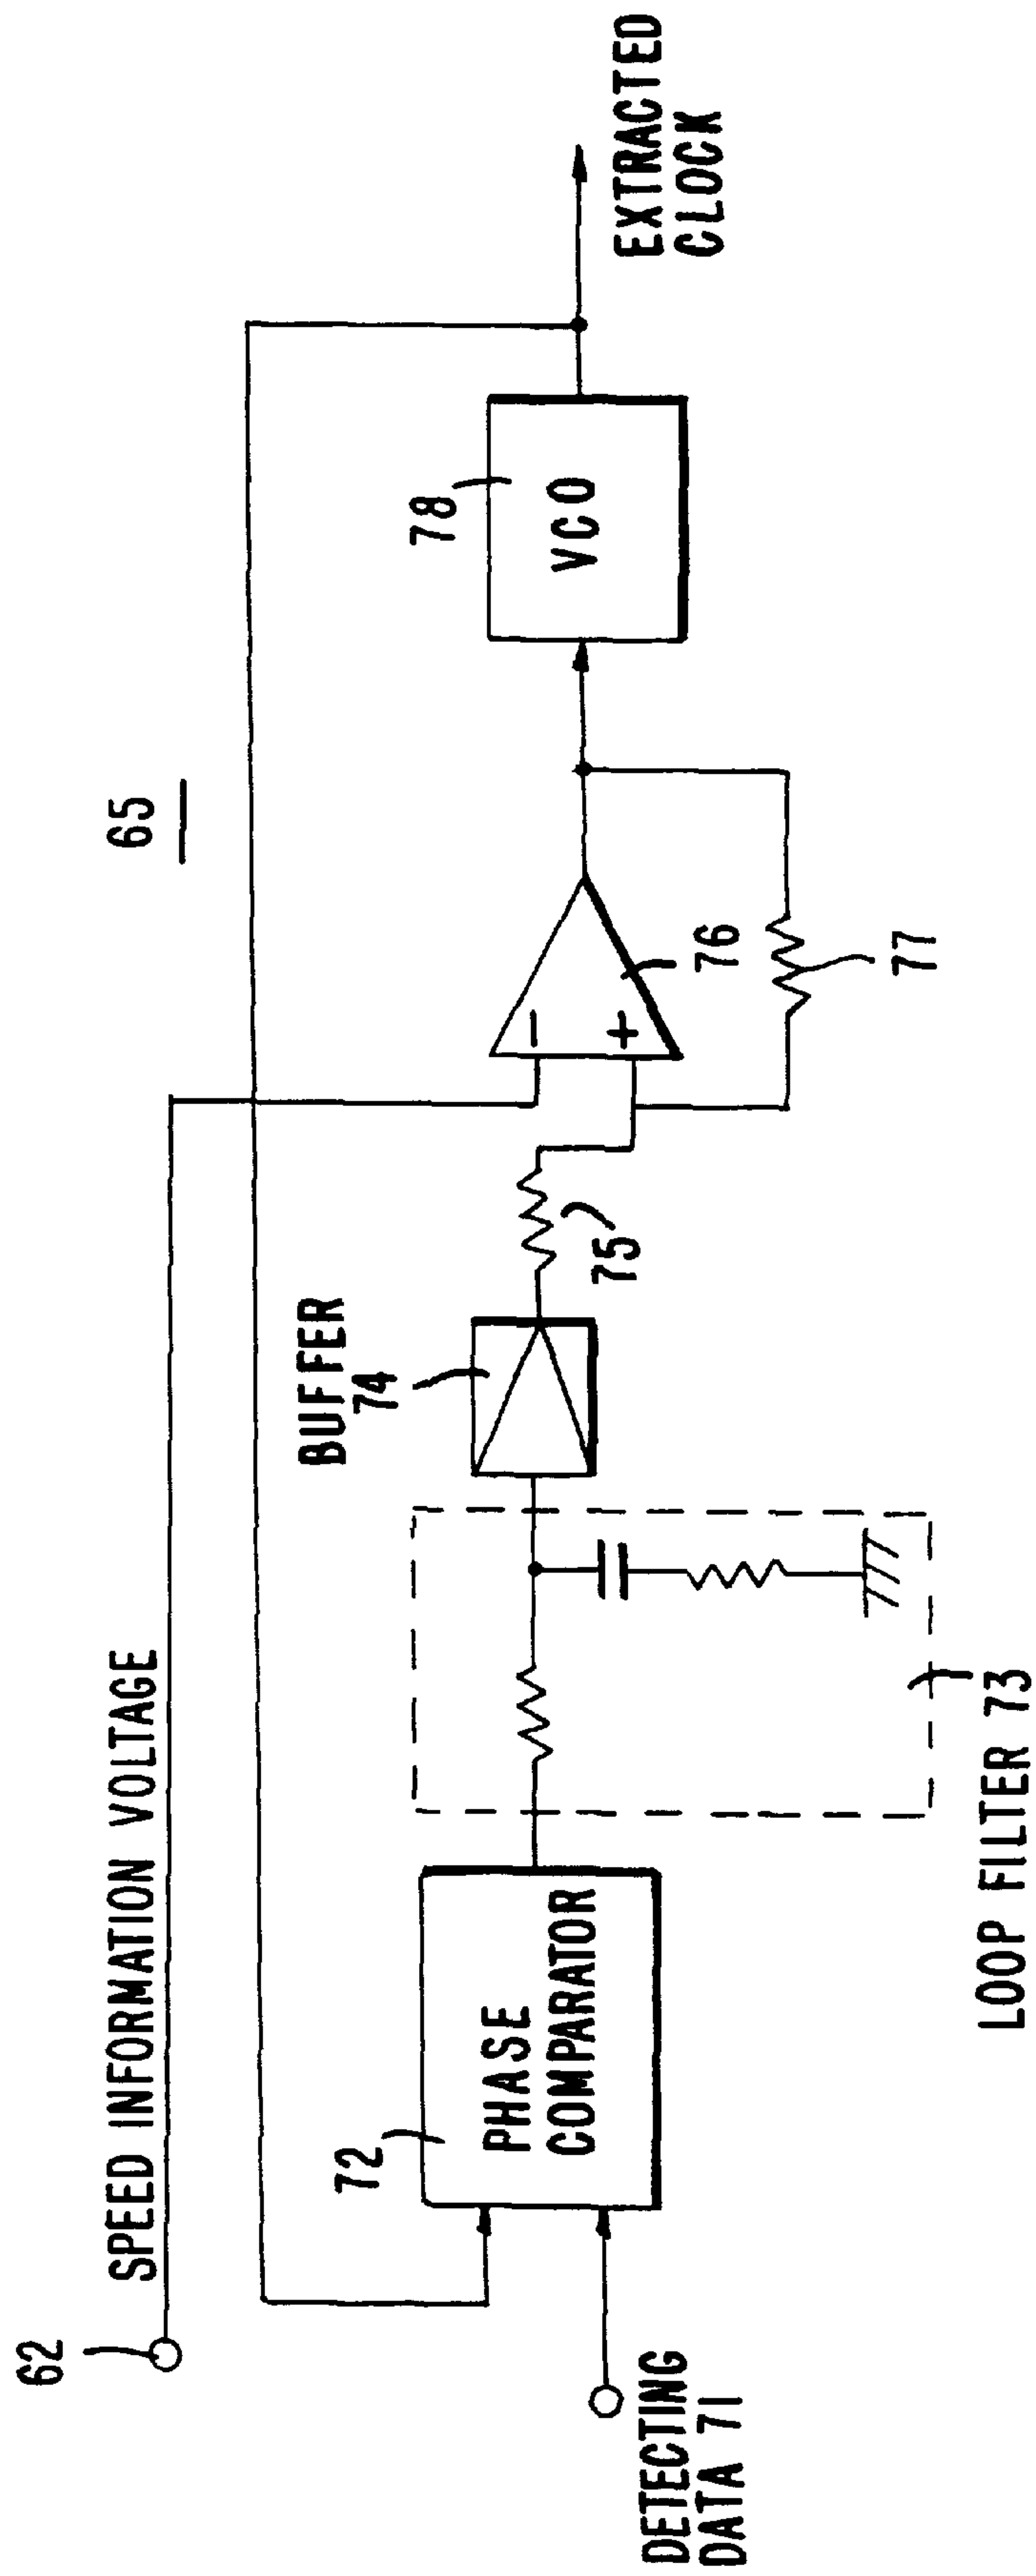 65
62
SPEED INFORMATION VOLTAGE
72
PHASE
COMPARATOR
BUFFER
74
78
VCO
EXTRACTED
CLOCK
DETECTING
DATA 71
LOOP FILTER 73
75
−
+
76
77